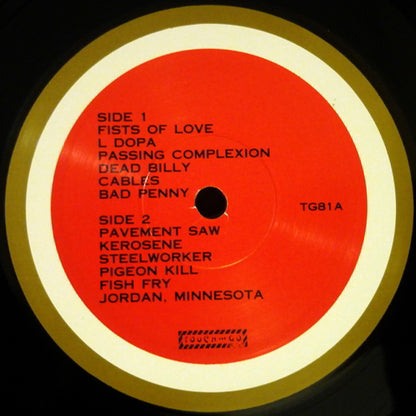 SIDE 1
FISTS OF LOVE
L DOPA
PASSING COMPLEXION
DEAD BILLY
CABLES
BAD PENNY
TG81A
SIDE 2
PAVEMENT SAW
KEROSENE
STEELWORKER
PIGEON KILL
FISH FRY
JORDAN, MINNESOTA
TOUCH AND GO